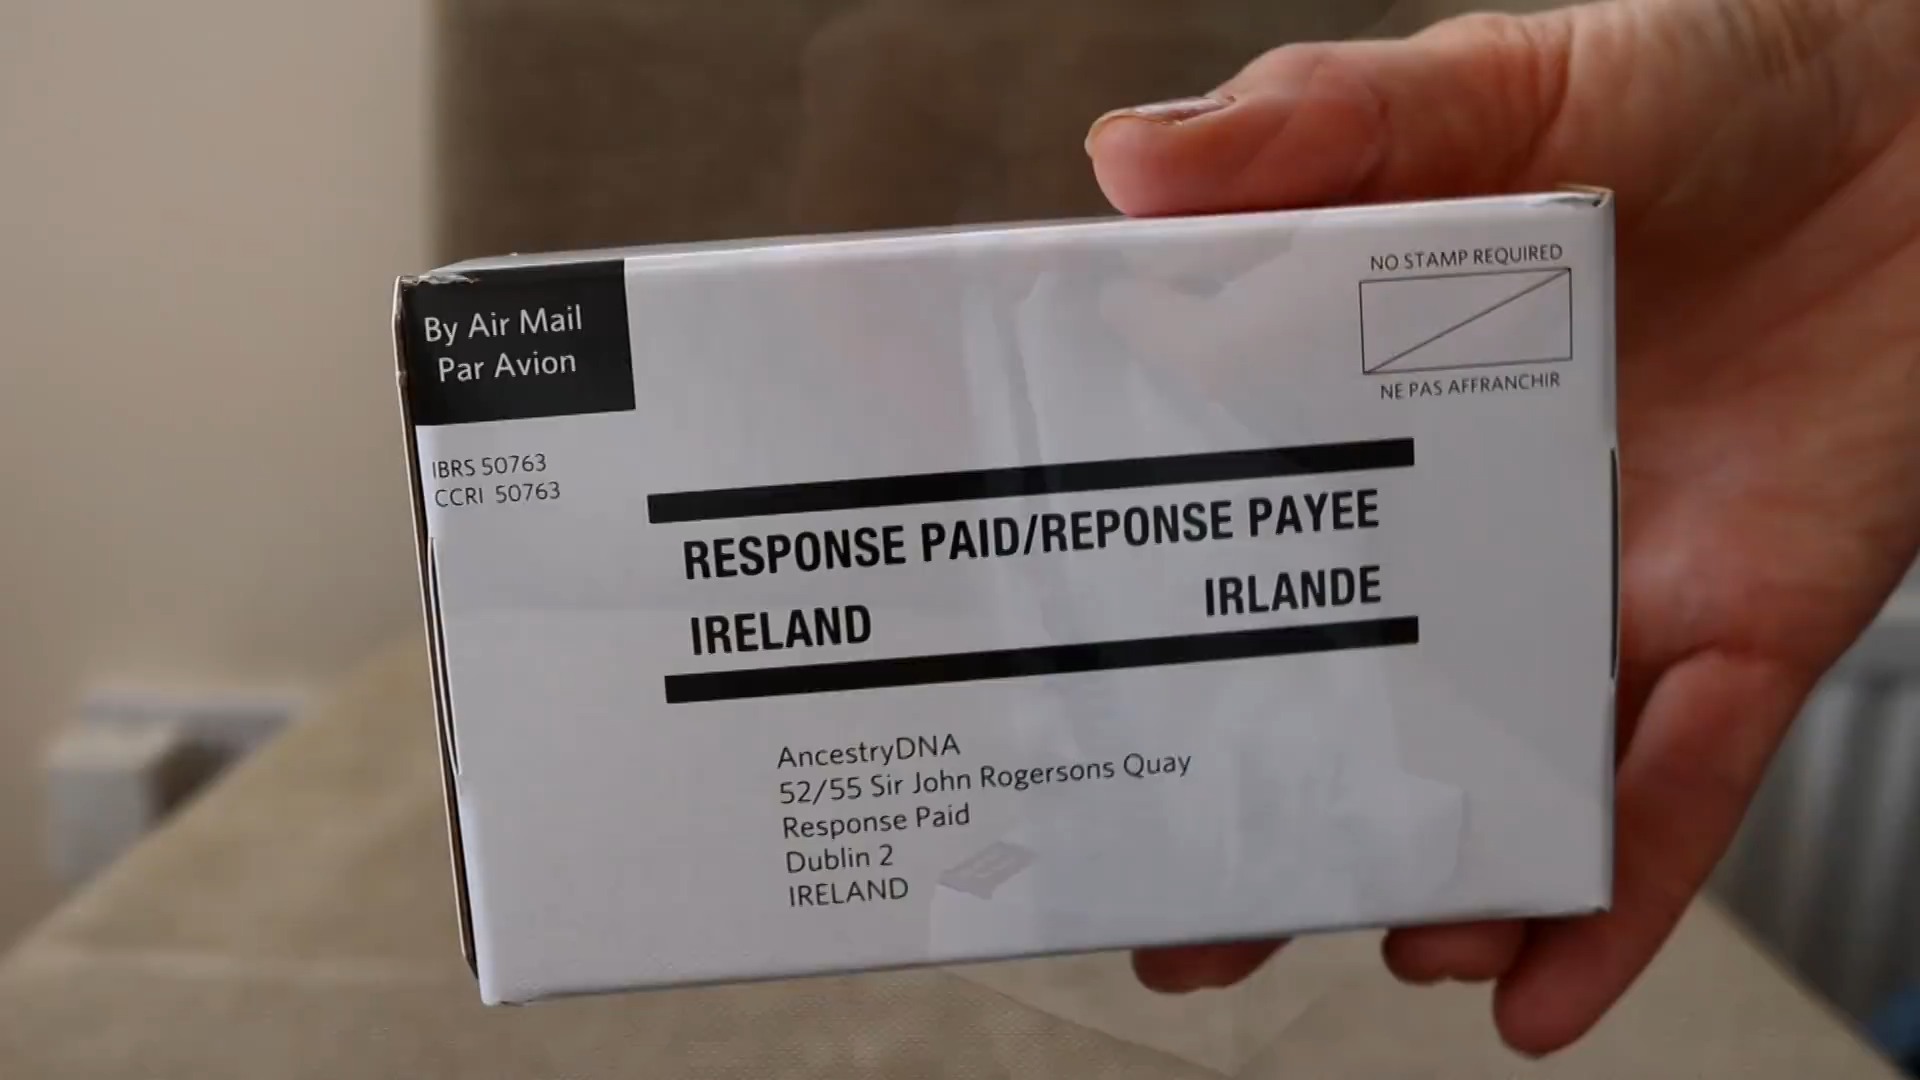 By Air Mail
Par Avion
NO STAMP REQUIRED
NE PAS AFFRANCHIR
IBRS 50763
CCRI 50763
RESPONSE PAID/REPONSE PAYEE
IRELAND IRLANDE
AncestryDNA
52/55 Sir John Rogersons Quay
Response Paid
Dublin 2
IRELAND